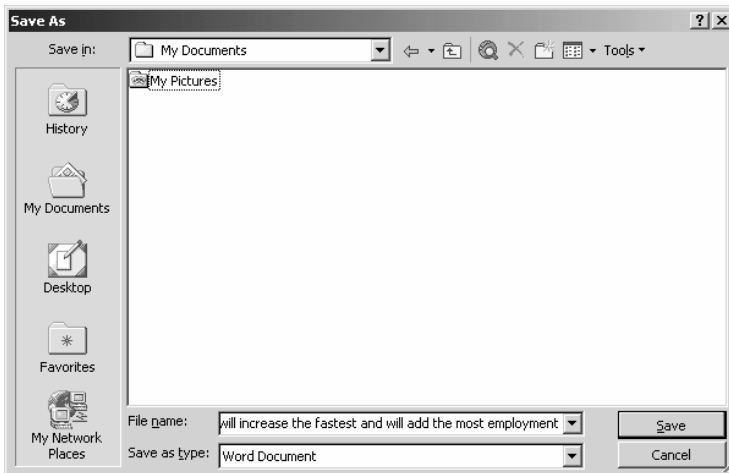 Save As
Save in:
My Documents
Tools
My Pictures
History
My Documents
Desktop
Favorites
My Network
Places
File name:
will increase the fastest and will add the most employment
Save
Save as type:
Word Document
Cancel